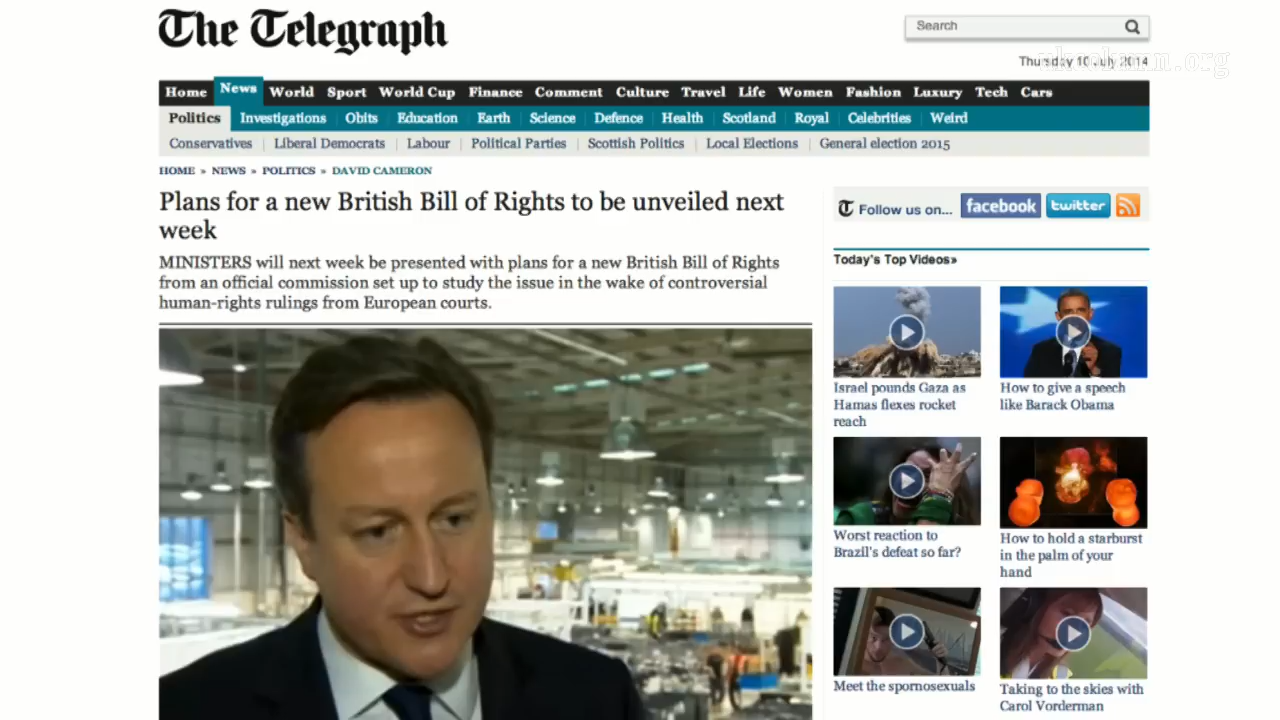 The Telegraph
Search
Thursday 10 July 2014
Home News World Sport World Cup Finance Comment Culture Travel Life Women Fashion Luxury Tech Cars
Politics Investigations Obits Education Earth Science Defence Health Scotland Royal Celebrities Weird
Conservatives Liberal Democrats Labour Political Parties Scottish Politics Local Elections General election 2015
HOME » NEWS » POLITICS » DAVID CAMERON
Plans for a new British Bill of Rights to be unveiled next
week
MINISTERS will next week be presented with plans for a new British Bill of Rights
from an official commission set up to study the issue in the wake of controversial
human-rights rulings from European courts.
Follow us on... facebook twitter
Today's Top Videos»
Israel pounds Gaza as
Hamas flexes rocket
reach
How to give a speech
like Barack Obama
Worst reaction to
Brazil's defeat so far?
How to hold a starburst
in the palm of your
hand
Meet the spornosexuals
Taking to the skies with
Carol Vorderman